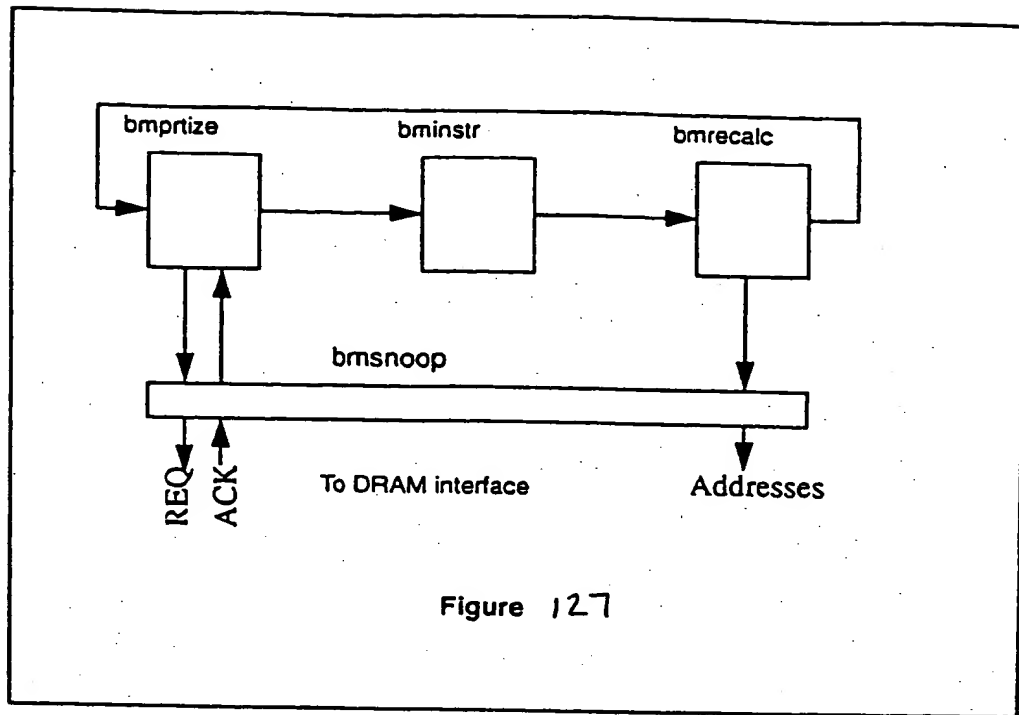 bmprtize
bminstr
bmrecalc
bmsnoop
REQ
ACK
To DRAM interface
Addresses
Figure 127